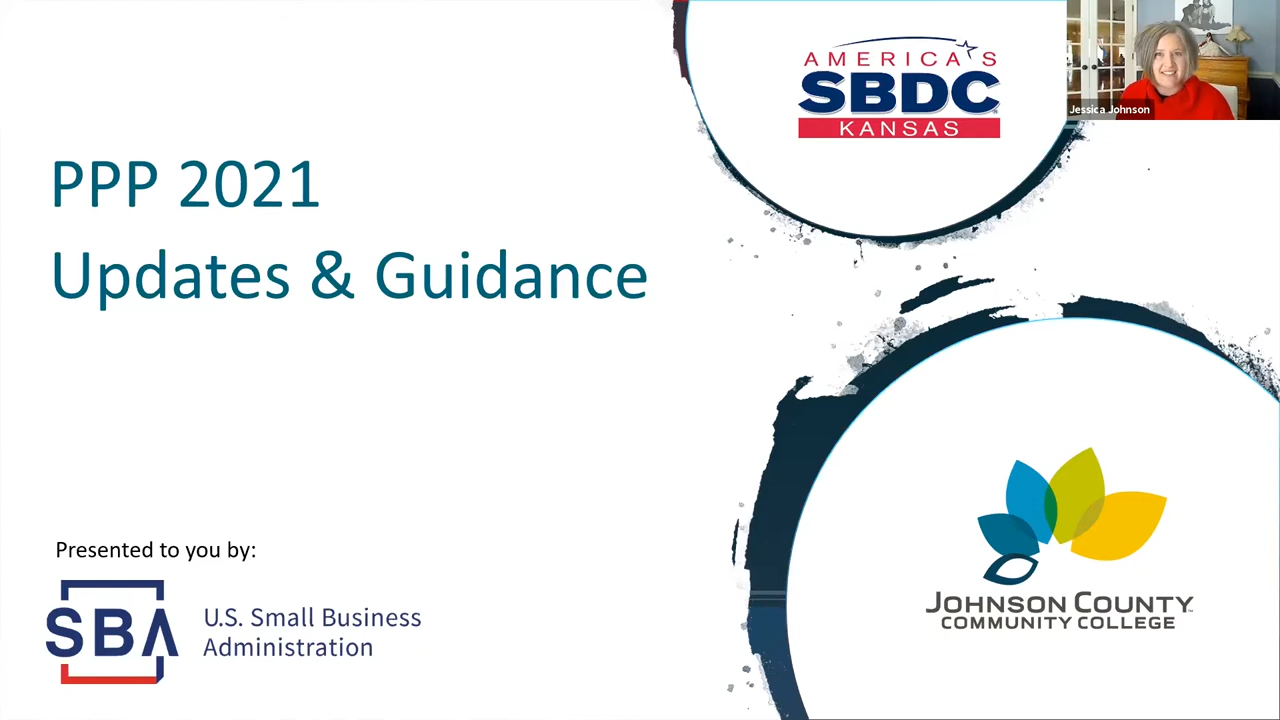 AMERICA'S
SBDC
KANSAS
Jessica Johnson
PPP 2021
Updates & Guidance
Presented to you by:
SBA
U.S. Small Business
Administration
JOHNSON COUNTY™
COMMUNITY COLLEGE